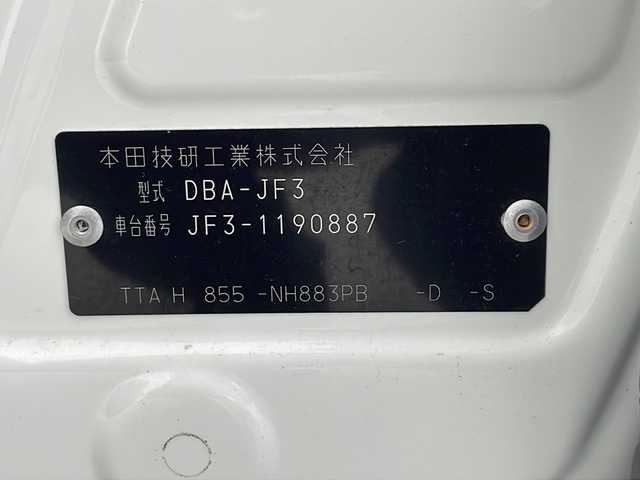 本田技研工業株式会社
型式 DBA-JF3
車台番号 JF3-1190887
TTA H 855 -NH883PB -D -S